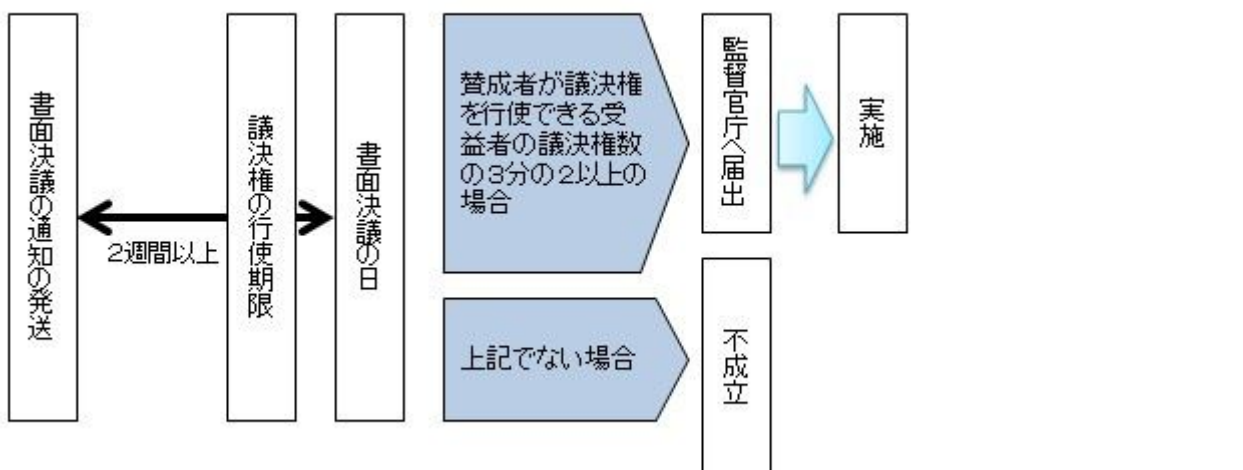 書面決議の通知の発送
2週間以上
議決権の行使期限
書面決議の日
賛成者が議決権
を行使できる受
益者の議決権数
の3分の2以上の
場合
監督官庁へ届出
実施
上記でない場合
不成立